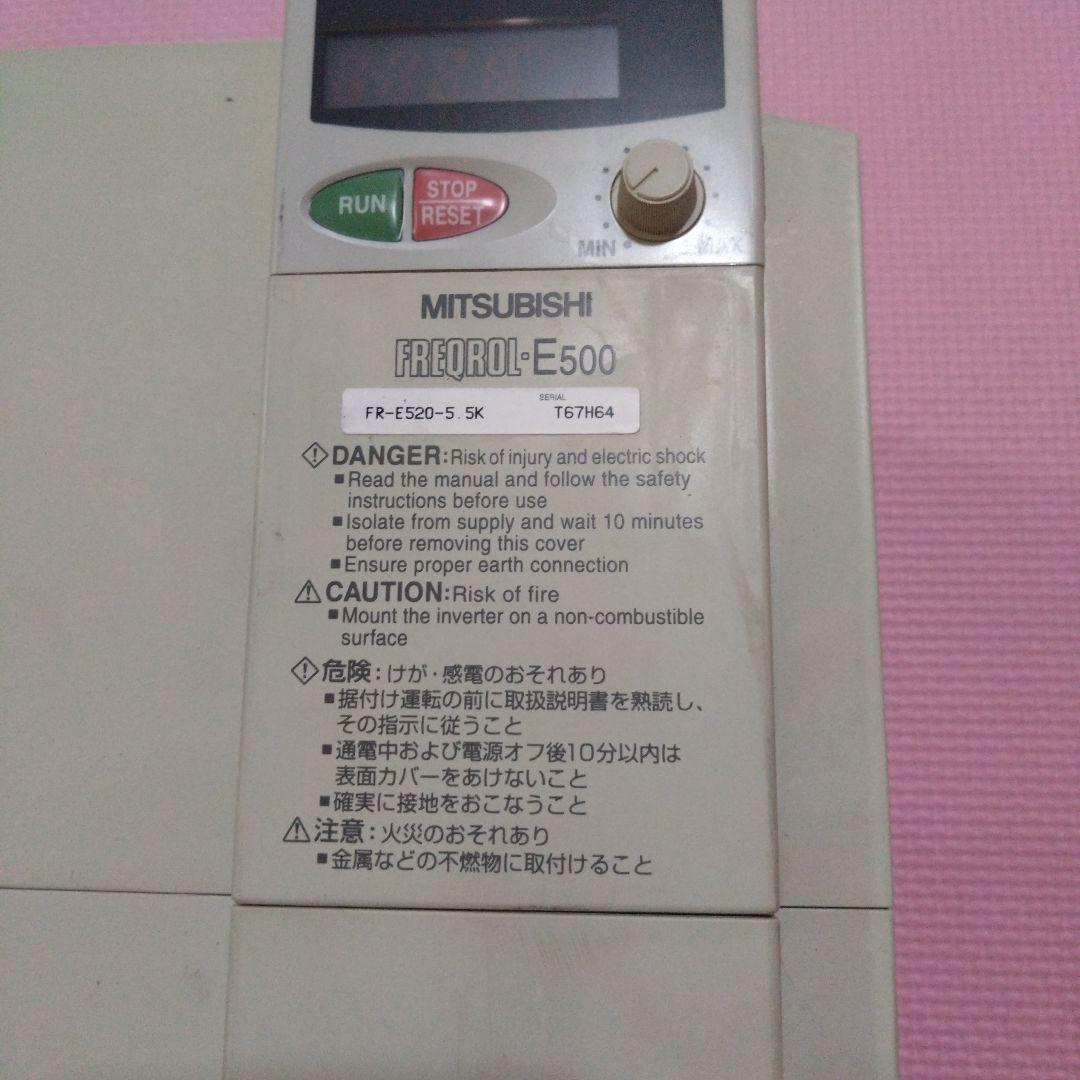 RUN
STOP
RESET
MIN
MAX
MITSUBISHI
FREQROL-E500
SERIAL
FR-E520-5.5K T67H64
DANGER:Risk of injury and electric shock
■Read the manual and follow the safety
instructions before use
■Isolate from supply and wait 10 minutes
before removing this cover
■Ensure proper earth connection
CAUTION:Risk of fire
■Mount the inverter on a non-combustible
surface
危険:けが・感電のおそれあり
■据付け運転の前に取扱説明書を熟読し、
その指示に従うこと
■通電中および電源オフ後10分以内は
表面カバーをあけないこと
■確実に接地をおこなうこと
注意:火災のおそれあり
■金属などの不燃物に取付けること